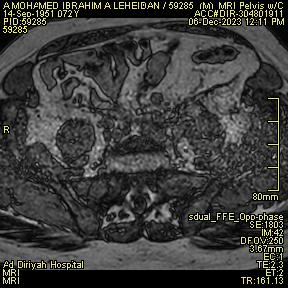 A MOHAMED IBRAHIM A LEHEIDAN / 59285 (M) MRI Pelvis w/C
14-Sep-1951 072Y
ACC#DIR-304801911
PID:59285
06-Dec-2023 12:11 PM
59285
R
80mm
sdual_FFE_Opp-phase
SE:1803
IM:42
DFOV:250
3.67mm
EC:1
Ad Diriyah Hospital
TE:2.3
MRI
ET:2
MRI
TR:161.13